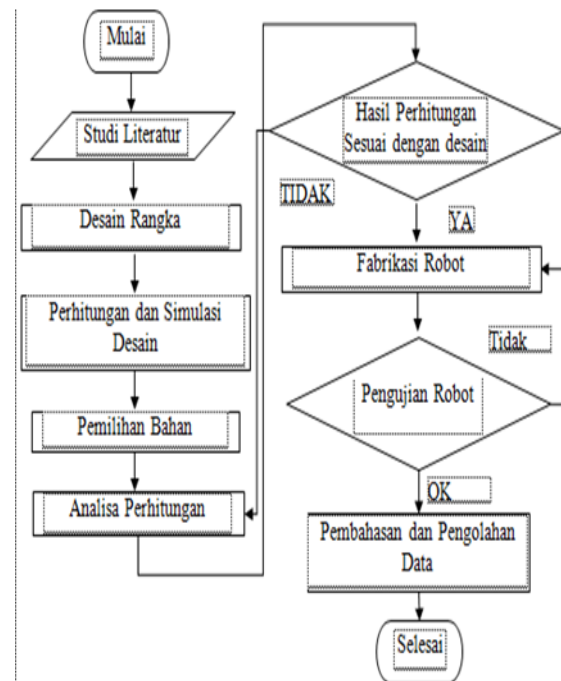 Mulai
Studi Literatur
Desain Rangka
Perhitungan dan Simulasi
Desain
Pemilihan Bahan
Analisa Perhitungan
Hasil Perhitungan
Sesuai dengan desain
TIDAK
YA
Fabrikasi Robot
Tidak
Pengujian Robot
OK
Pembahasan dan Pengolahan
Data
Selesai